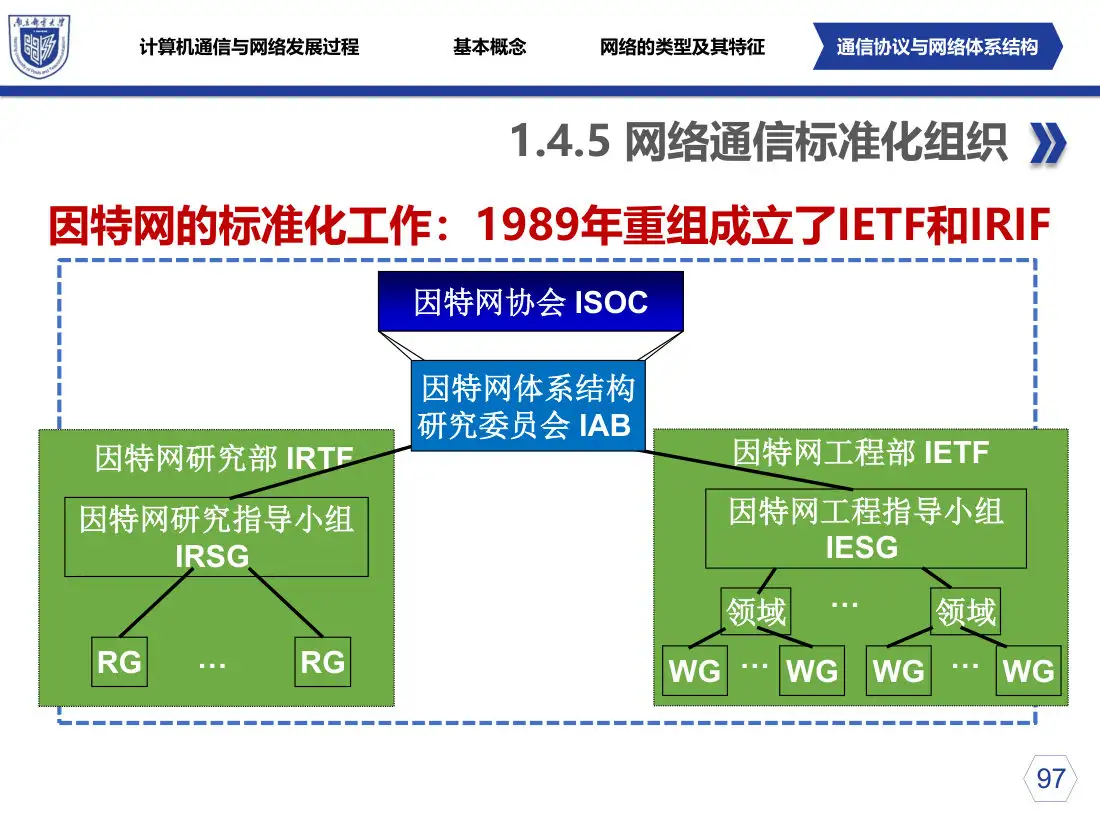 南京邮电大学
计算机通信与网络发展过程
基本概念
网络的类型及其特征
通信协议与网络体系结构
1.4.5 网络通信标准化组织
因特网的标准化工作：1989年重组成立了IETF和IRIF
因特网协会 ISOC
因特网体系结构
研究委员会 IAB
因特网研究部 IRTF
因特网研究指导小组
IRSG
RG
…
RG
因特网工程部 IETF
因特网工程指导小组
IESG
领域
…
领域
WG
…
WG
WG
…
WG
97